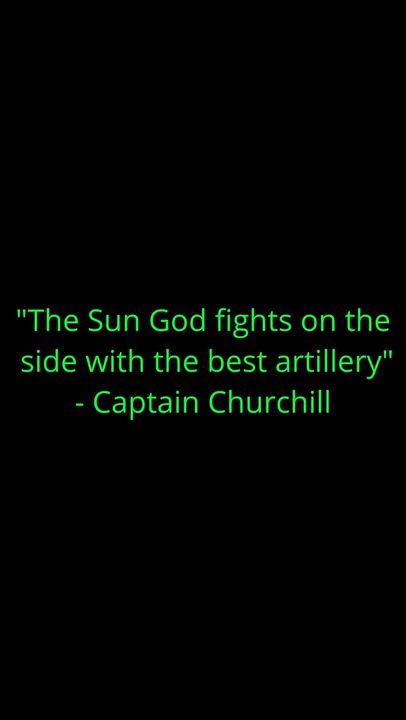 "The Sun God fights on the
side with the best artillery"
- Captain Churchill